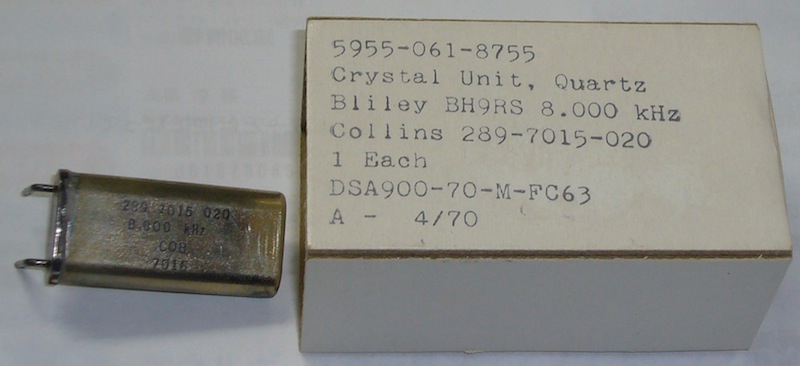 5955-061-8755
Crystal Unit, Quartz
Bliley BH9RS 8.000 kHz
Collins 289-7015-020
1 Each
DSA900-70-M-FC63
A - 4/70
289 7015 020
8.000 kHz
COB
7016